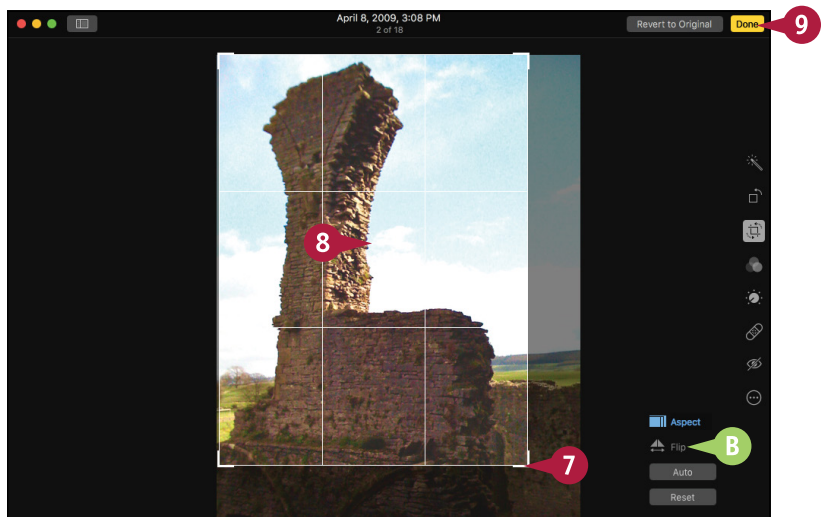 April 8, 2009, 3:08 PM
2 of 18
Revert to Original
Done
9
8
Aspect
Flip
B
7
Auto
Reset